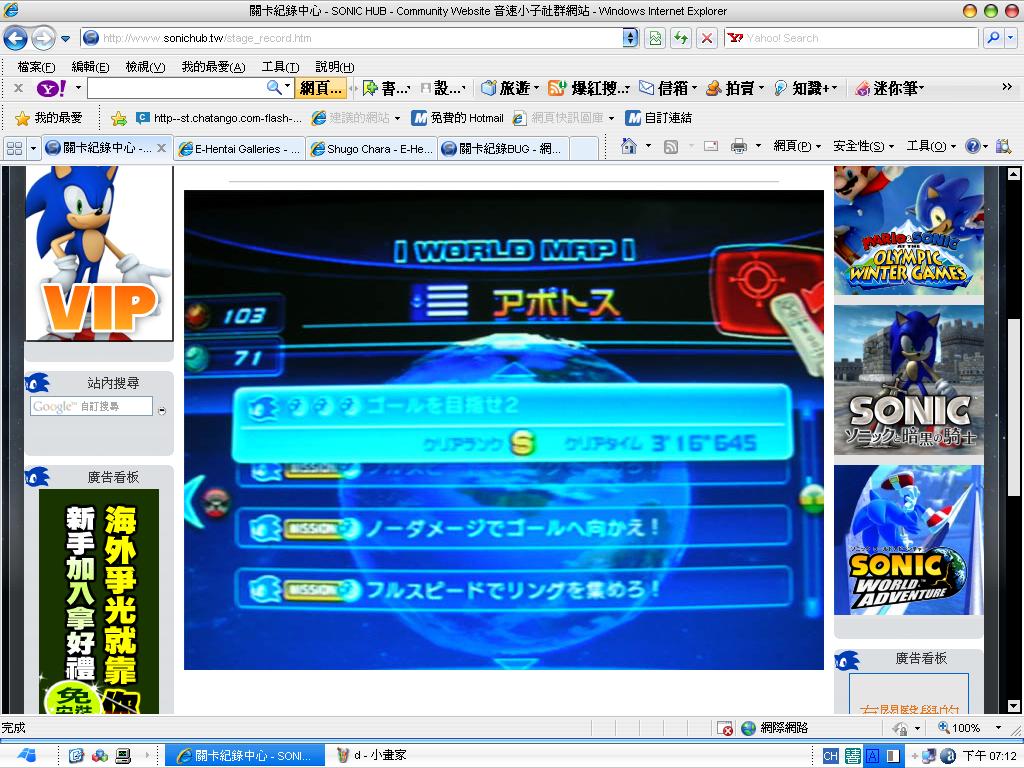 關卡紀錄中心 - SONIC HUB - Community Website 音速小子社群網站 - Windows Internet Explorer
http://www.sonichub.tw/stage_record.htm
Yahoo! Search
檔案(F) 編輯(E) 檢視(V) 我的最愛(A) 工具(T) 說明(H)
Y! 網頁... 書... 設... 旅遊 爆紅搜... 信箱 拍賣 知識+ 迷你筆
我的最愛 http--st.chatango.com-flash-... 建議的網站 免費的 Hotmail 網頁快訊圖庫 自訂連結
關卡紀錄中心 -... E-Hentai Galleries - ... Shugo Chara - E-He... 關卡紀錄BUG - 網... 網頁(P) 安全性(S) 工具(O)
VIP
站內搜尋
Google™ 自訂搜尋
廣告看板
海外爭光就靠
新手加入拿好禮
免
WORLD MAP
アポトス
103
71
ゴールを目指せ2
クリアランク S クリアタイム 3'16"645
MISSION フルスピ
MISSION ノーダメージでゴールへ向かえ！
MISSION フルスピードでリングを集めろ！
MARIO & SONIC
AT THE
OLYMPIC
WINTER GAMES
SONIC
ソニックと暗黒の騎士
SONIC
WORLD
ADVENTURE
廣告看板
完成 網際網路 100%
關卡紀錄中心 - SONI... d - 小畫家 CH 下午 07:12